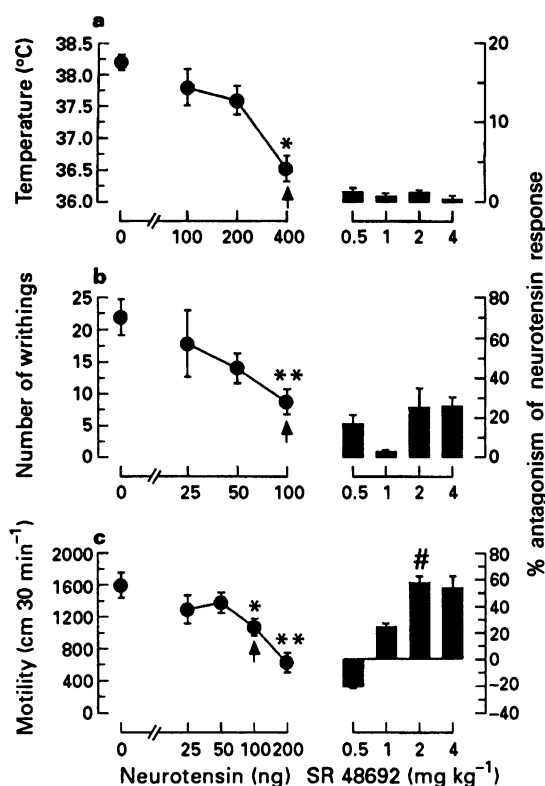 a
Temperature (°C)
38.5
38.0
37.5
37.0
36.5
36.0
*
0 100 200 400
20
10
0
0.5 1 2 4
b
Number of writhings
25
20
15
10
5
0
**
0 25 50 100
80
60
40
20
0
0.5 1 2 4
% antagonism of neurotensin response
c
Motility (cm 30 min⁻¹)
2000
1600
1200
800
400
0
*
**
0 25 50 100 200
#
80
60
40
20
0
−20
−40
0.5 1 2 4
Neurotensin (ng) SR 48692 (mg kg⁻¹)